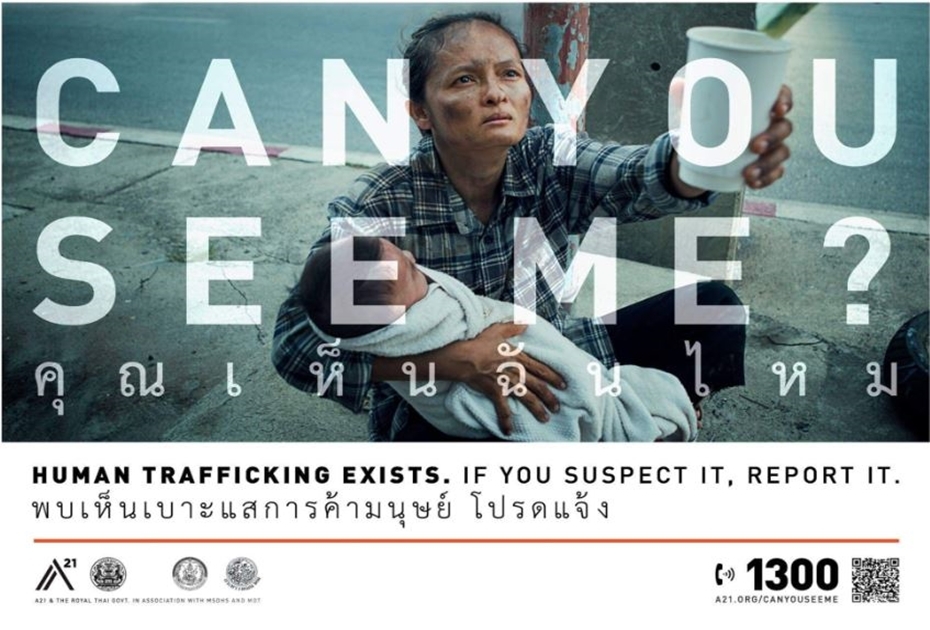 CAN YOU
SEE ME?
คุณเห็นฉันไหม
HUMAN TRAFFICKING EXISTS. IF YOU SUSPECT IT, REPORT IT.
พบเห็นเบาะแสการค้ามนุษย์ โปรดแจ้ง
A21
1300
A21 & THE ROYAL THAI GOVT. IN ASSOCIATION WITH MSDHS AND MOT
A21.ORG/CANYOUSEEME